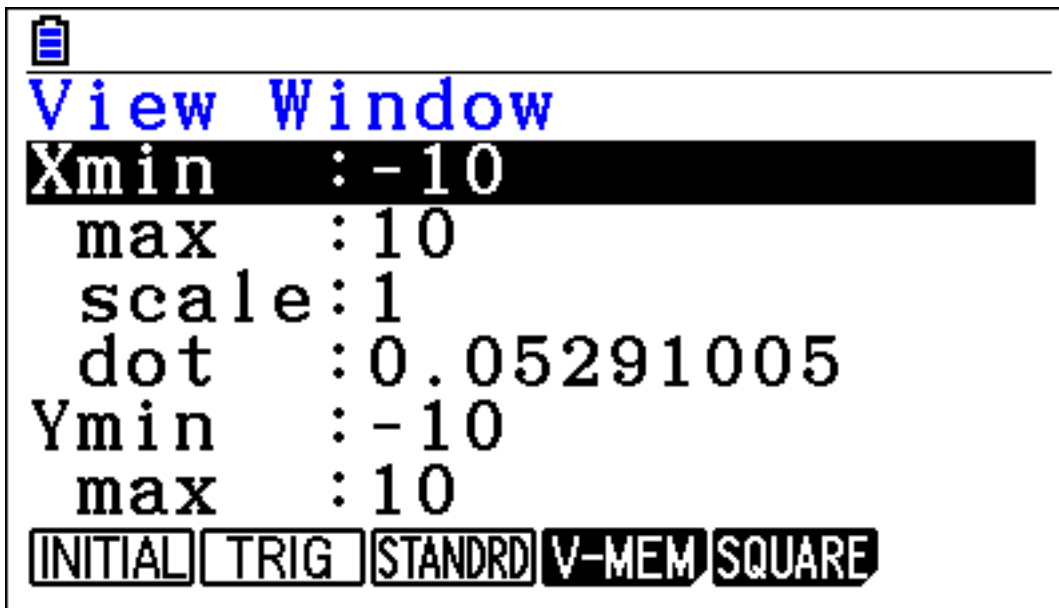 View Window
Xmin :-10
max :10
scale:1
dot :0.05291005
Ymin :-10
max :10
INITIAL TRIG STANDRD V-MEM SQUARE